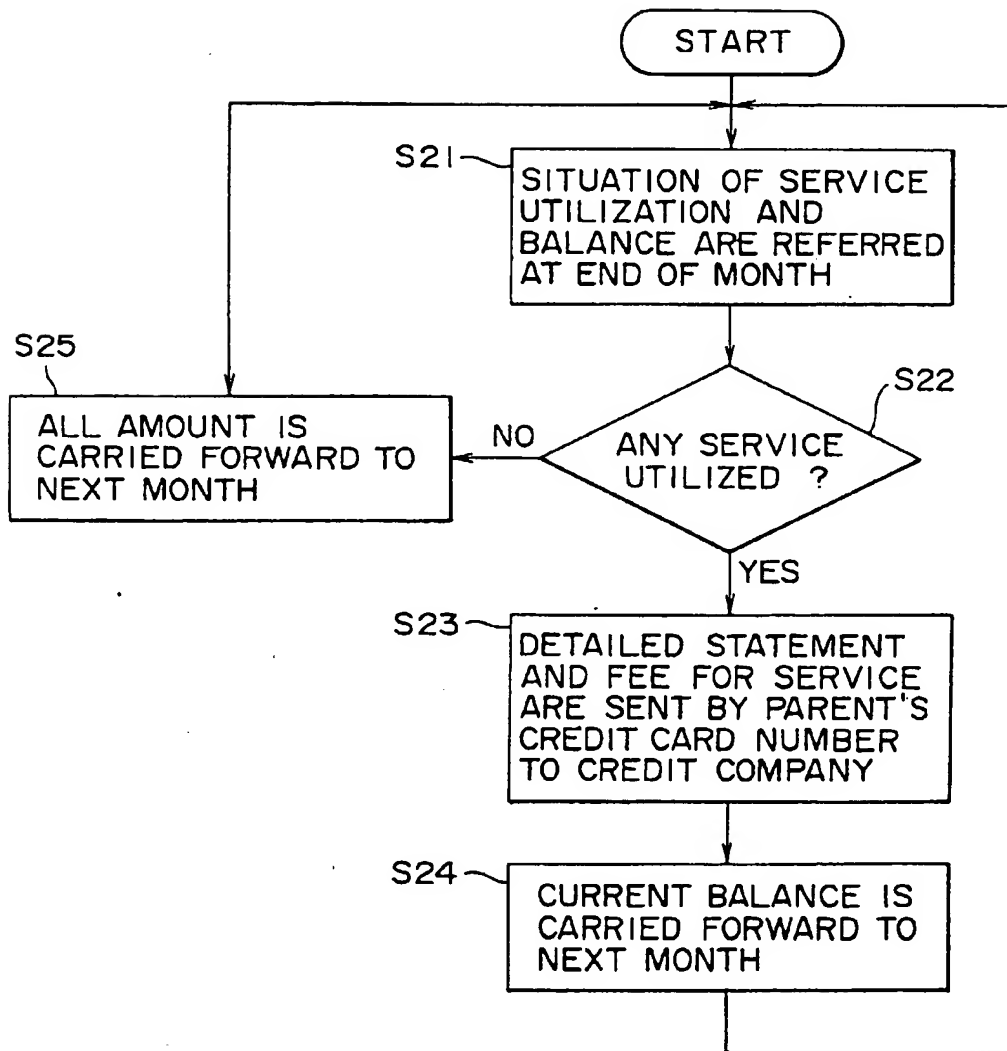 START
S21
SITUATION OF SERVICE
UTILIZATION AND
BALANCE ARE REFERRED
AT END OF MONTH
S22
ANY SERVICE
UTILIZED ?
NO
YES
S25
ALL AMOUNT IS
CARRIED FORWARD TO
NEXT MONTH
S23
DETAILED STATEMENT
AND FEE FOR SERVICE
ARE SENT BY PARENT'S
CREDIT CARD NUMBER
TO CREDIT COMPANY
S24
CURRENT BALANCE IS
CARRIED FORWARD TO
NEXT MONTH